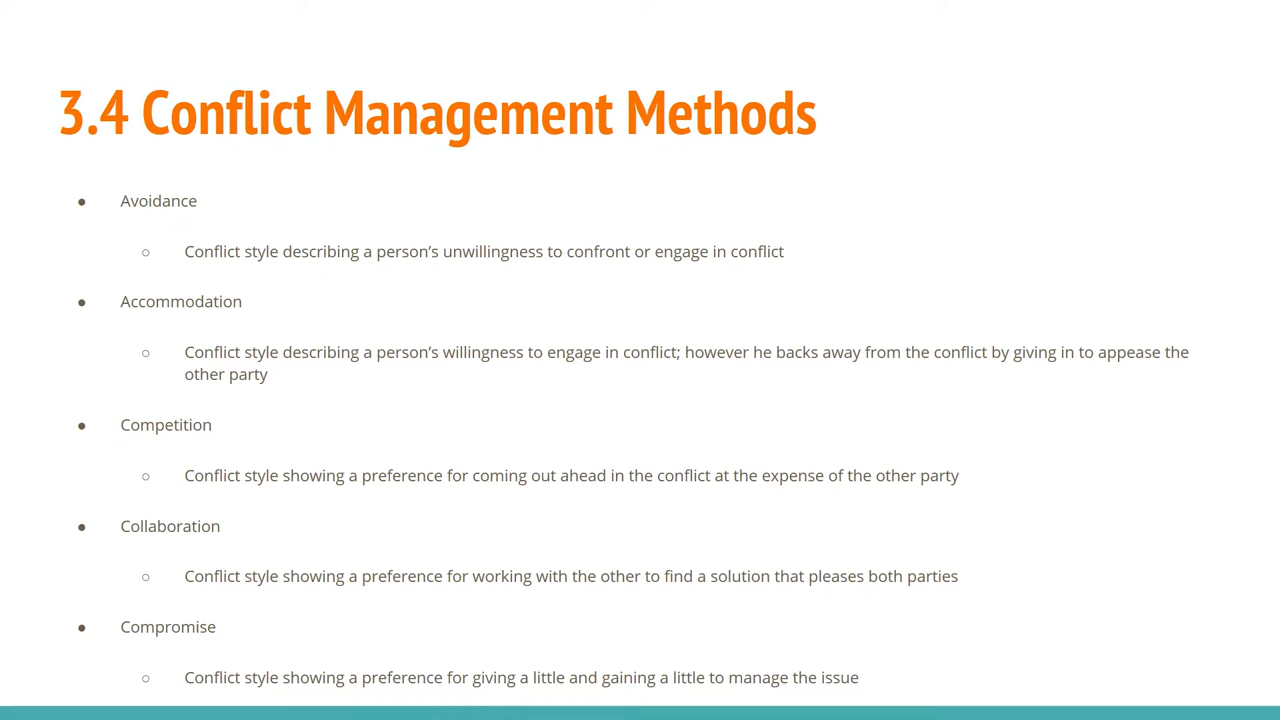 3.4 Conflict Management Methods
● Avoidance
○ Conflict style describing a person’s unwillingness to confront or engage in conflict
● Accommodation
○ Conflict style describing a person’s willingness to engage in conflict; however he backs away from the conflict by giving in to appease the
other party
● Competition
○ Conflict style showing a preference for coming out ahead in the conflict at the expense of the other party
● Collaboration
○ Conflict style showing a preference for working with the other to find a solution that pleases both parties
● Compromise
○ Conflict style showing a preference for giving a little and gaining a little to manage the issue